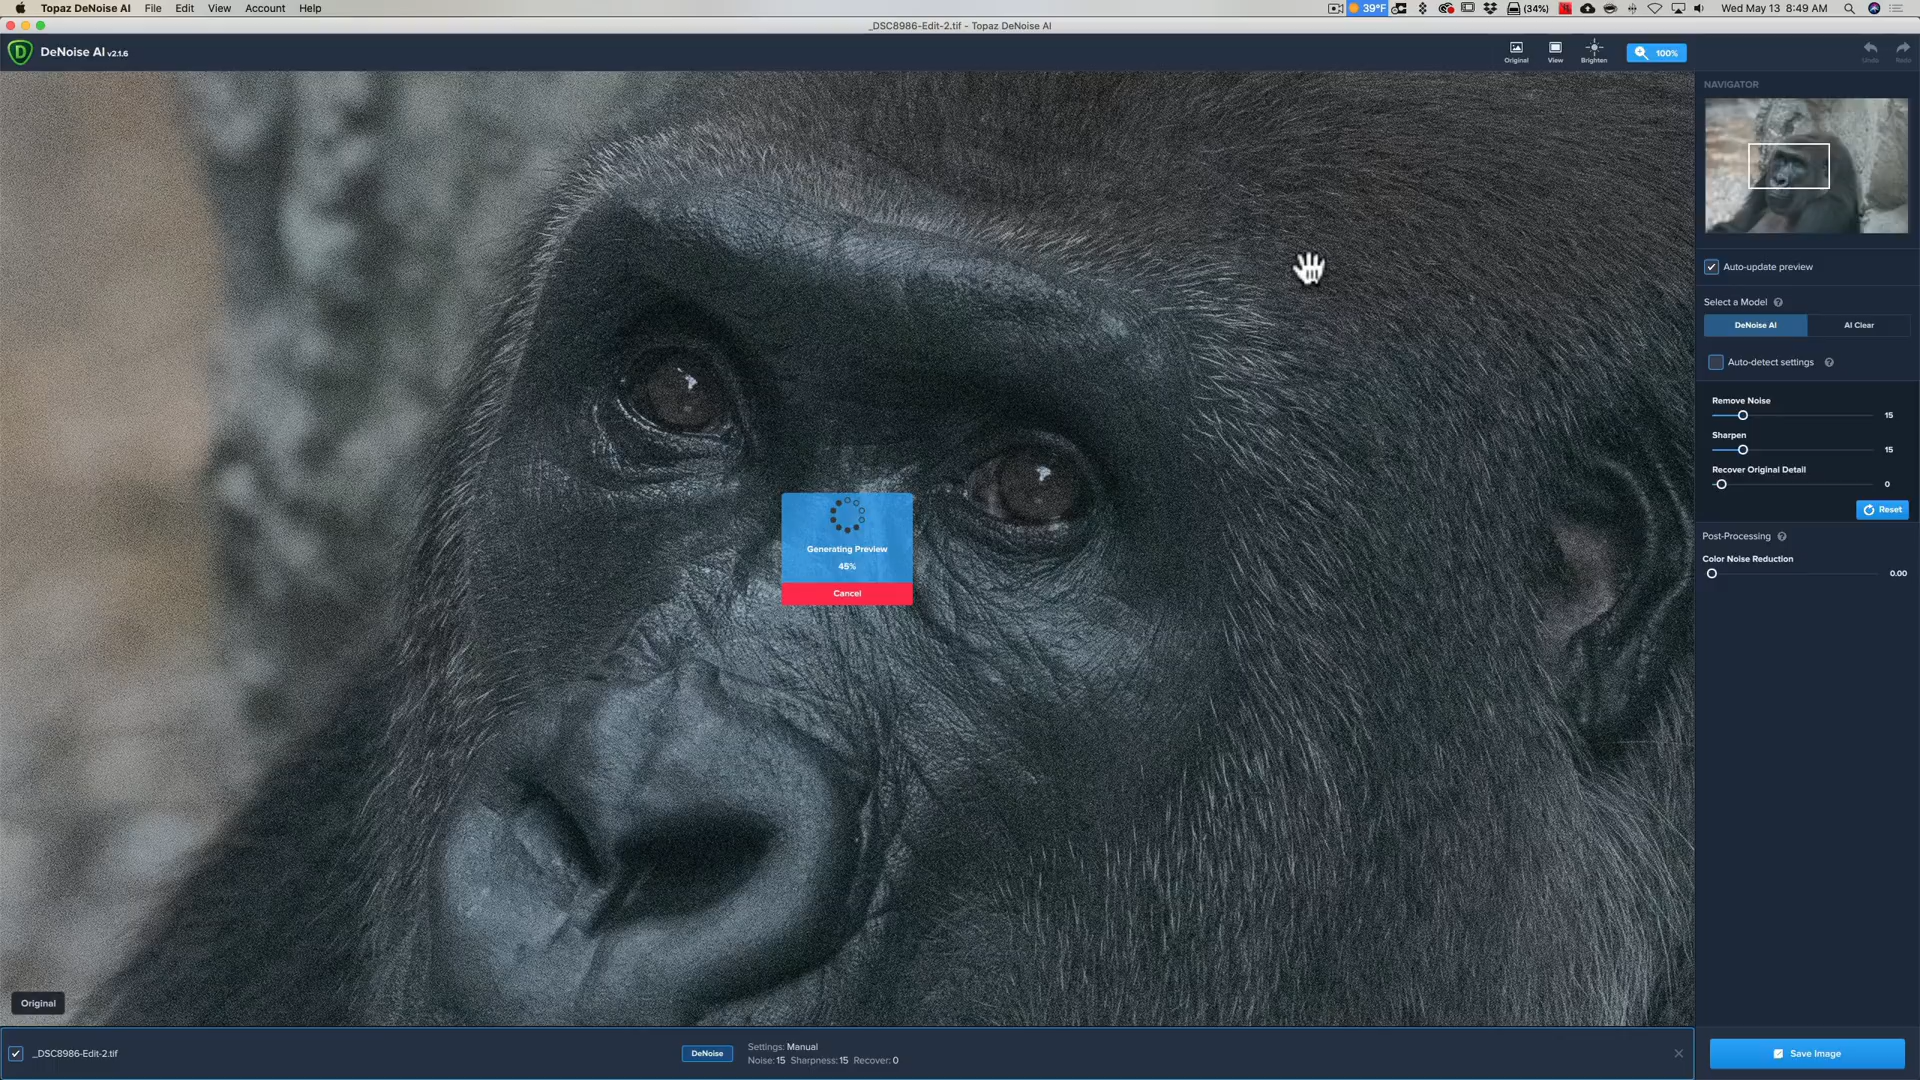 Topaz DeNoise AI File Edit View Account Help 39°F (34%) Wed May 13 8:49 AM
_DSC8986-Edit-2.tif - Topaz DeNoise AI
DeNoise AI v2.1.6
Original View Brighten 100% Undo Redo
NAVIGATOR
Auto-update preview
Select a Model
DeNoise AI AI Clear
Auto-detect settings
Remove Noise
15
Sharpen
15
Recover Original Detail
0
Reset
Post-Processing
Color Noise Reduction
0.00
Generating Preview
45%
Cancel
Original
_DSC8986-Edit-2.tif
DeNoise
Settings: Manual
Noise: 15 Sharpness: 15 Recover: 0
Save Image